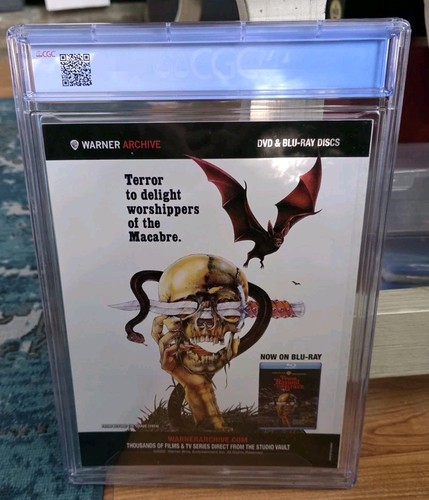 CGC
CGC
WARNER ARCHIVE
DVD & BLU-RAY DISCS
Terror
to delight
worshippers
of the
Macabre.
NOW ON BLU-RAY
WARNERARCHIVE.COM
THOUSANDS OF FILMS & TV SERIES DIRECT FROM THE STUDIO VAULT